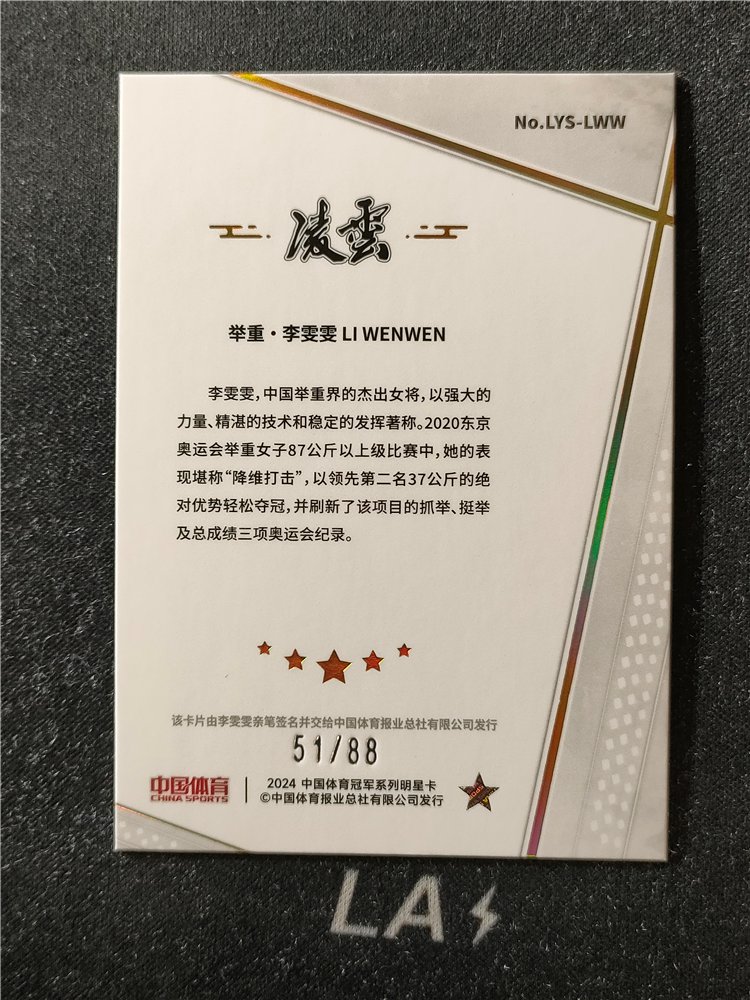 No.LYS-LWW
凌雲
举重·李雯雯 LI WENWEN
李雯雯,中国举重界的杰出女将,以强大的
力量、精湛的技术和稳定的发挥著称。2020东京
奥运会举重女子87公斤以上级比赛中,她的表
现堪称“降维打击”,以领先第二名37公斤的绝
对优势轻松夺冠,并刷新了该项目的抓举、挺举
及总成绩三项奥运会纪录。
该卡片由李雯雯亲笔签名并交给中国体育报业总社有限公司发行
51/88
中国体育
CHINA SPORTS
2024 中国体育冠军系列明星卡
©中国体育报业总社有限公司发行
LA